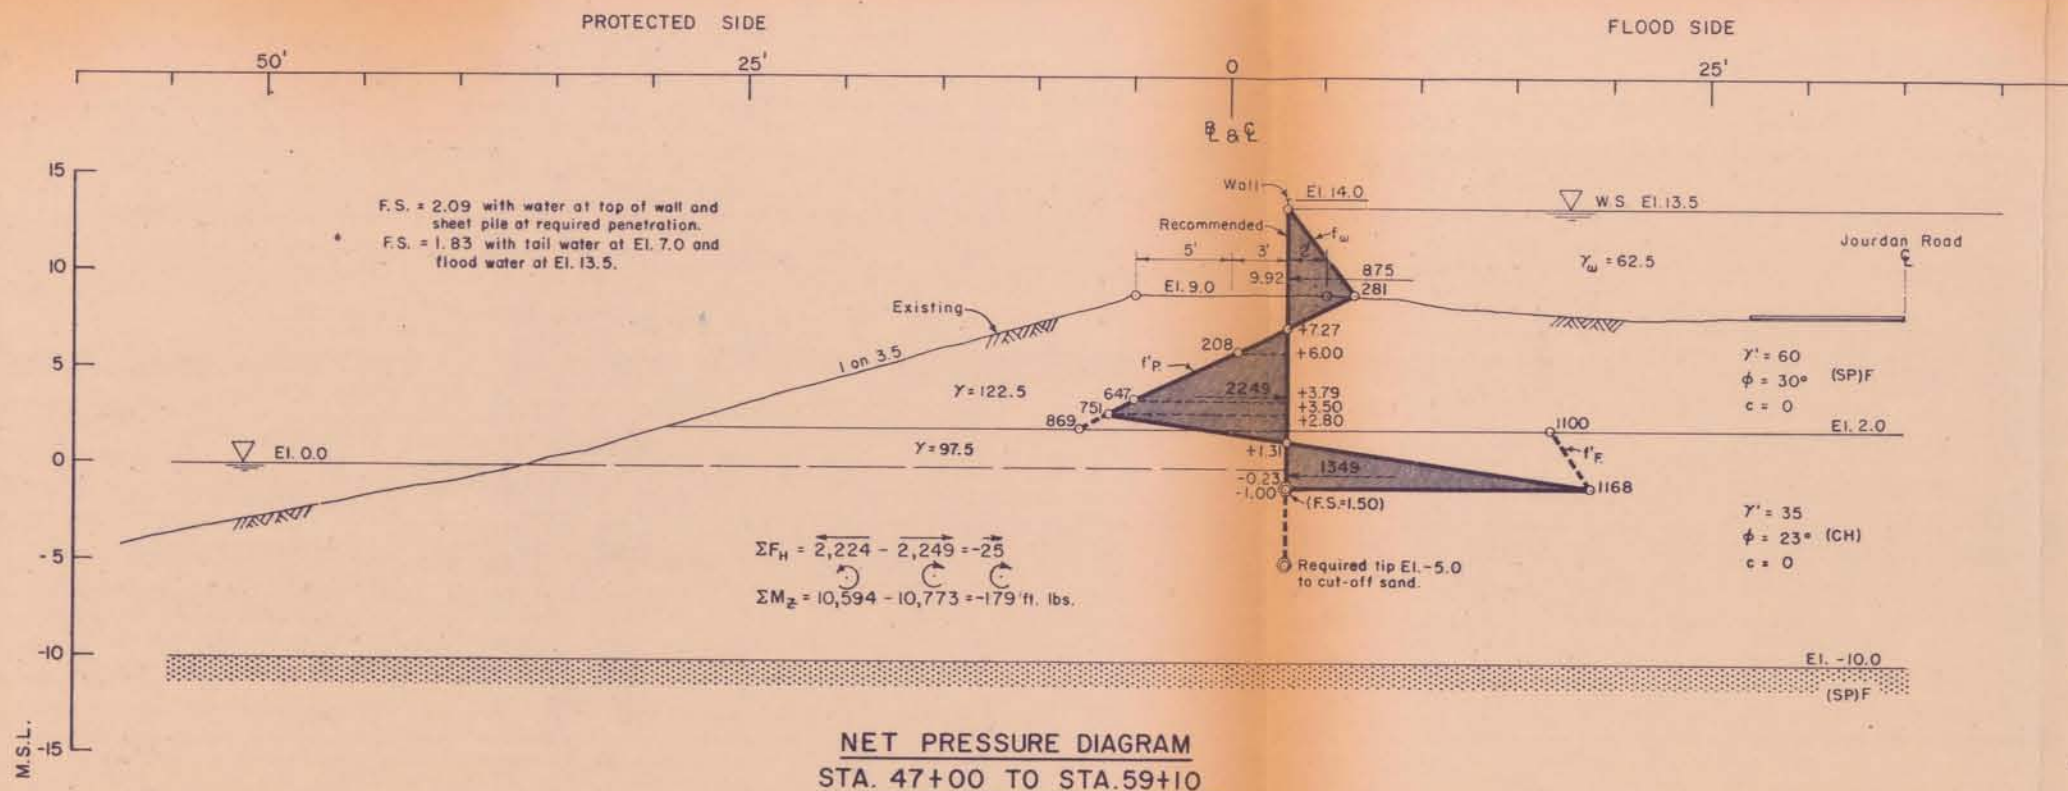 PROTECTED SIDE
FLOOD SIDE
50'
25'
0
25'
B̵L & C̵L
15
10
5
0
-5
-10
-15
M.S.L.
F.S. = 2.09 with water at top of wall and
sheet pile at required penetration.
F.S. = 1.83 with tail water at El. 7.0 and
flood water at El. 13.5.
Wall
El. 14.0
W.S. El. 13.5
Recommended
fω
5'
3'
2'
9.92
875
γω = 62.5
Jourdan Road
C̵L
El. 9.0
281
Existing
+7.27
1 on 3.5
208
+6.00
f'P.
γ' = 60
φ = 30° (SP)F
c = 0
γ = 122.5
2249
647
+3.79
751
+3.50
+2.80
869
1100
El. 2.0
γ = 97.5
+1.31
f'F.
El. 0.0
1349
-0.23
-1.00
1168
(F.S.=1.50)
γ' = 35
φ = 23° (CH)
c = 0
ΣFH = 2,224 - 2,249 = -25
ΣMZ = 10,594 - 10,773 = -179 ft. lbs.
Required tip El. -5.0
to cut-off sand.
El. -10.0
(SP)F
NET PRESSURE DIAGRAM
STA. 47+00 TO STA. 59+10